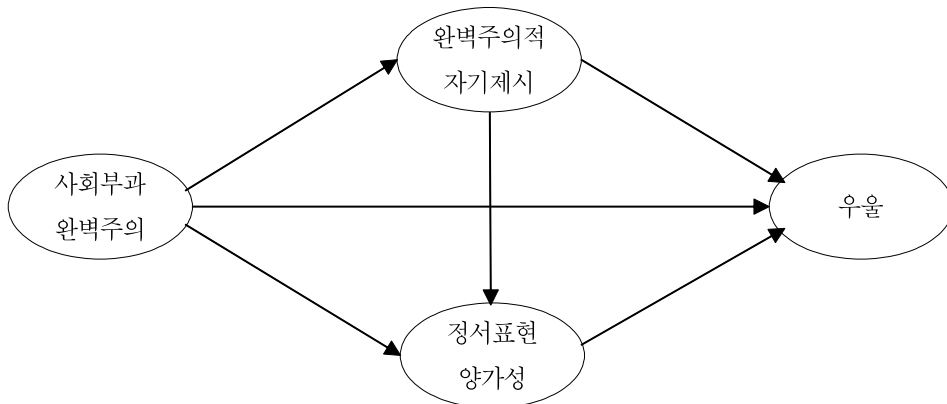 완벽주의적
자기제시
사회부과
완벽주의
우울
정서표현
양가성